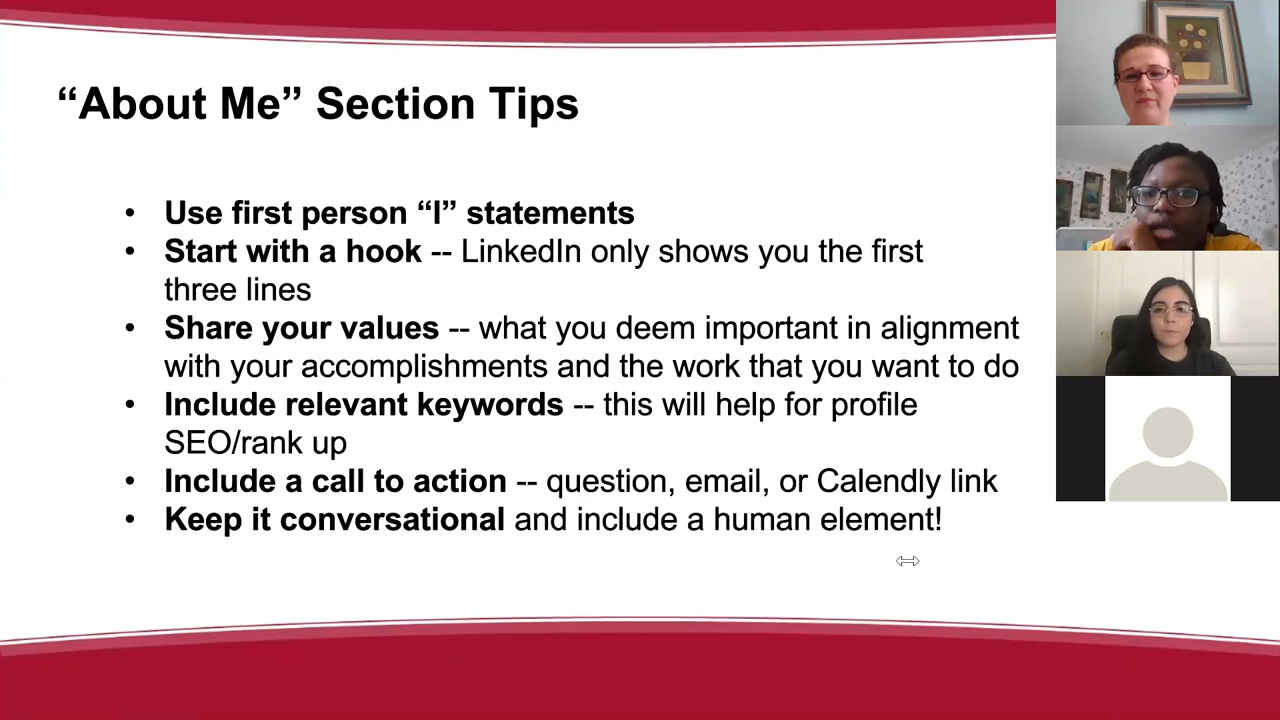 “About Me” Section Tips
• Use first person “I” statements
• Start with a hook -- LinkedIn only shows you the first
three lines
• Share your values -- what you deem important in alignment
with your accomplishments and the work that you want to do
• Include relevant keywords -- this will help for profile
SEO/rank up
• Include a call to action -- question, email, or Calendly link
• Keep it conversational and include a human element!